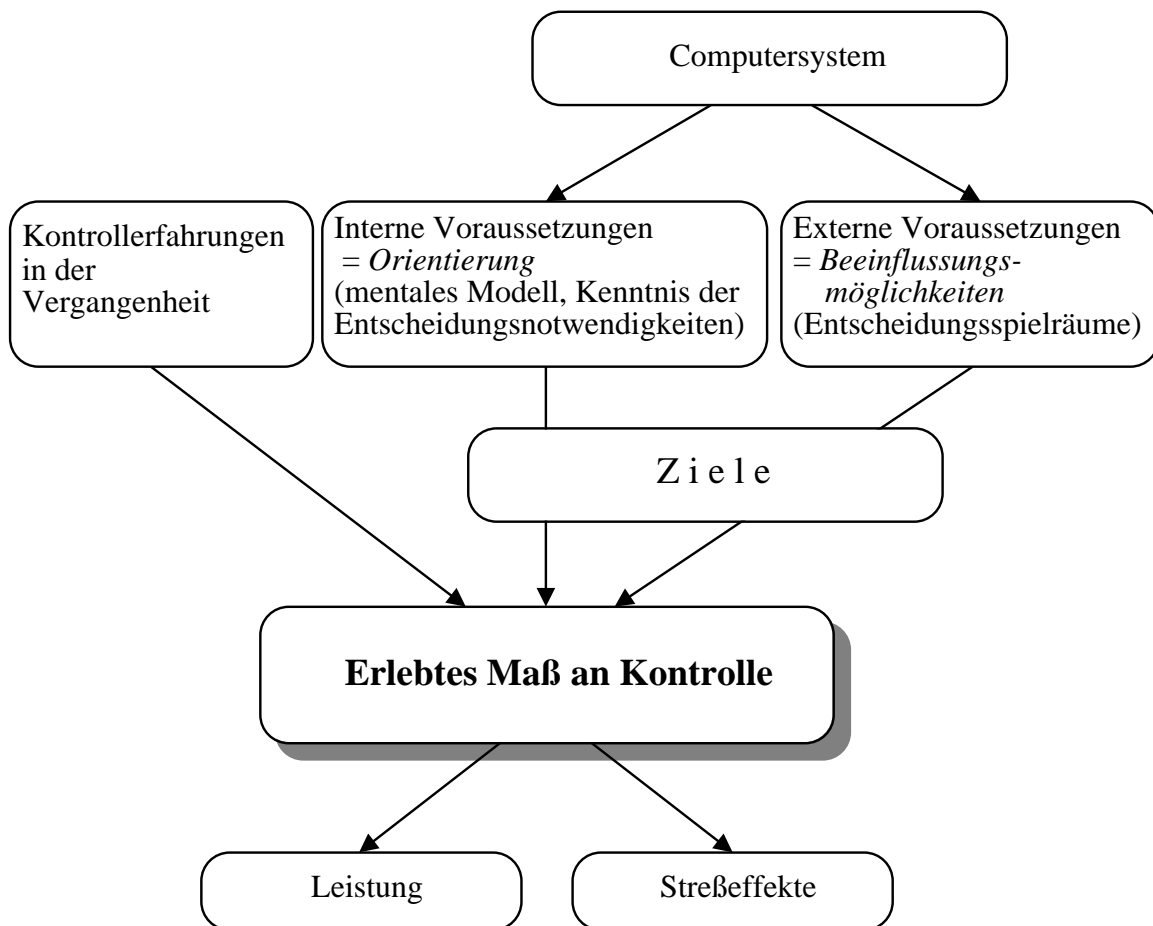 Computersystem
Kontrollerfahrungen
in der
Vergangenheit
Interne Voraussetzungen
= Orientierung
(mentales Modell, Kenntnis der
Entscheidungsnotwendigkeiten)
Externe Voraussetzungen
= Beeinflussungs-
möglichkeiten
(Entscheidungsspielräume)
Z i e l e
Erlebtes Maß an Kontrolle
Leistung
Streßeffekte